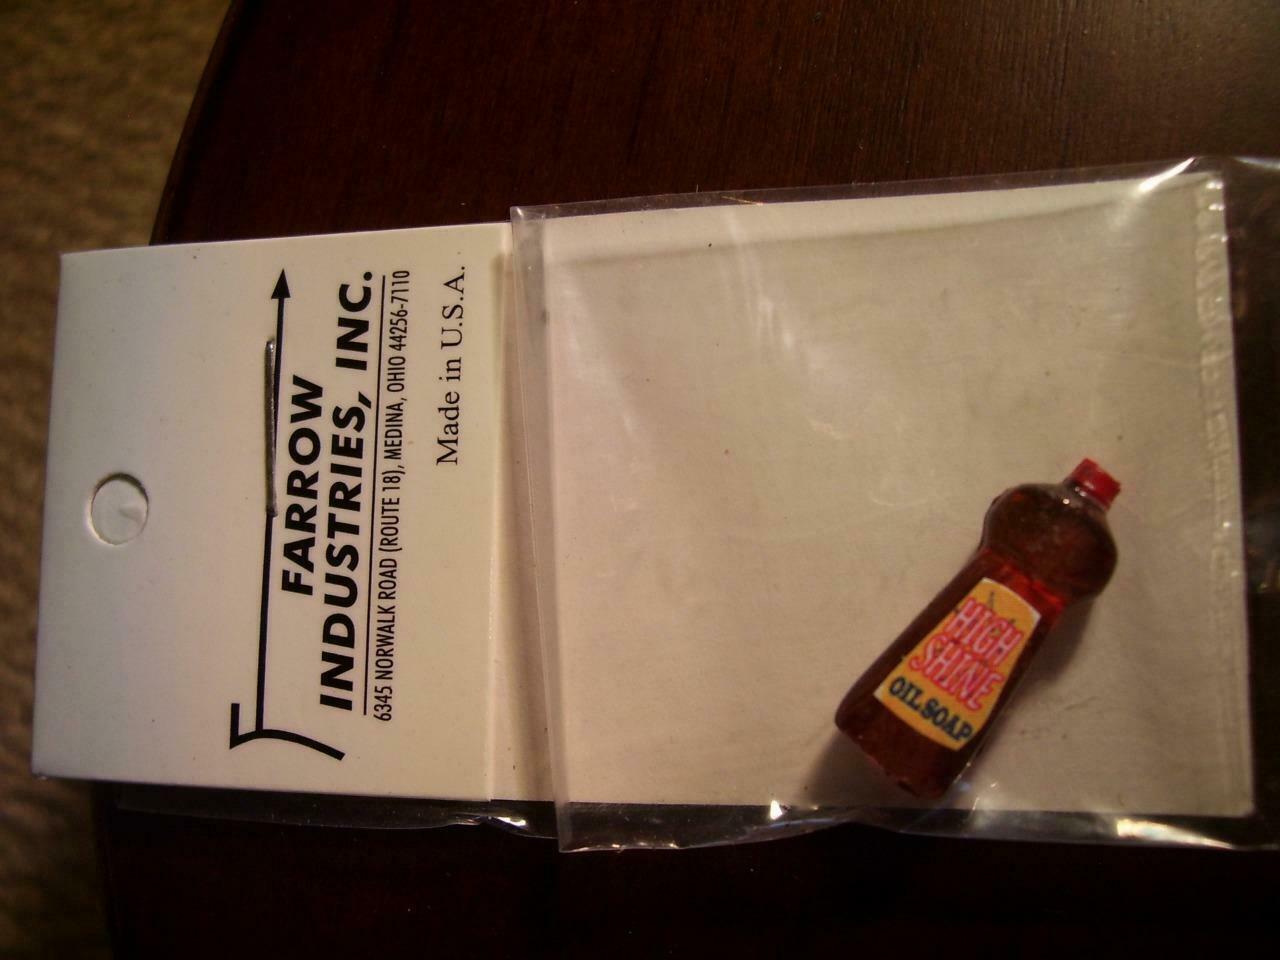 FARROW
INDUSTRIES, INC.
6345 NORWALK ROAD (ROUTE 18), MEDINA, OHIO 44256-7110
Made in U.S.A.
HIGH
SHINE
OIL SOAP